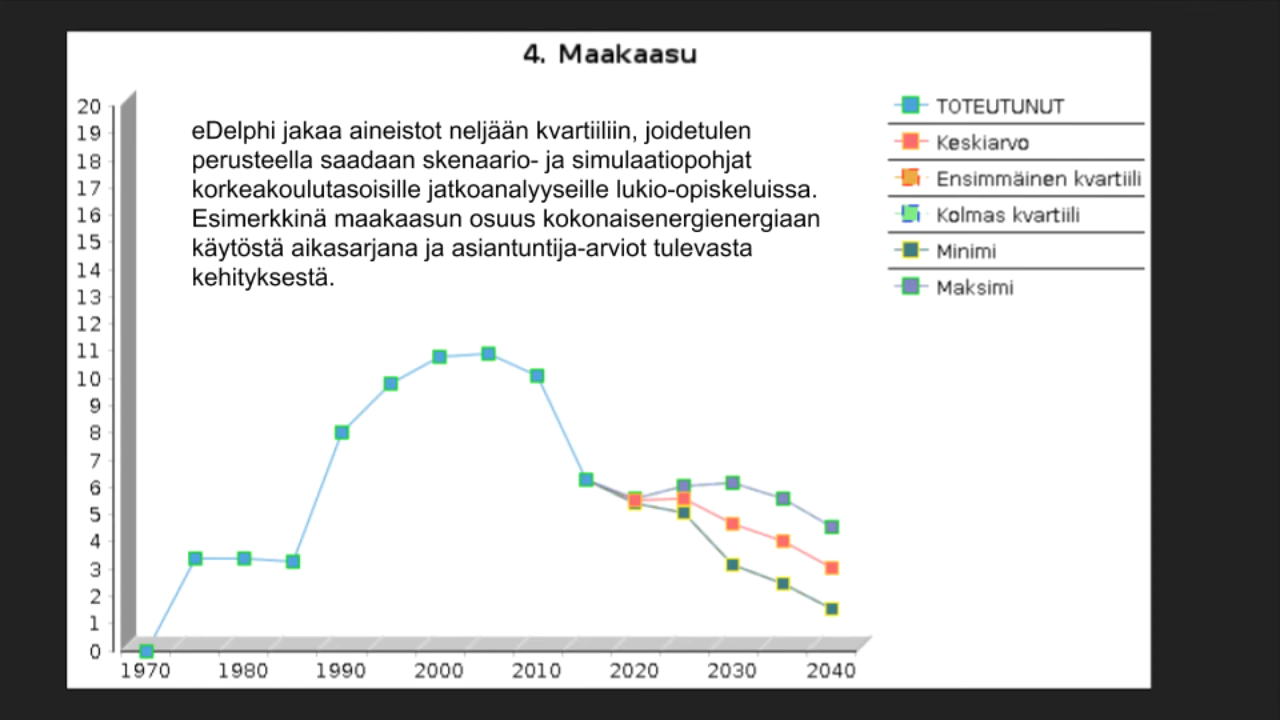 4. Maakaasu
eDelphi jakaa aineistot neljään kvartiiliin, joidetulen
perusteella saadaan skenaario- ja simulaatiopohjat
korkeakoulutasoisille jatkoanalyyseille lukio-opiskeluissa.
Esimerkkinä maakaasun osuus kokonaisenergienergiaan
käytöstä aikasarjana ja asiantuntija-arviot tulevasta
kehityksestä.
TOTEUTUNUT
Keskiarvo
Ensimmäinen kvartiili
Kolmas kvartiili
Minimi
Maksimi
20
19
18
17
16
15
14
13
12
11
10
9
8
7
6
5
4
3
2
1
0
1970 1980 1990 2000 2010 2020 2030 2040